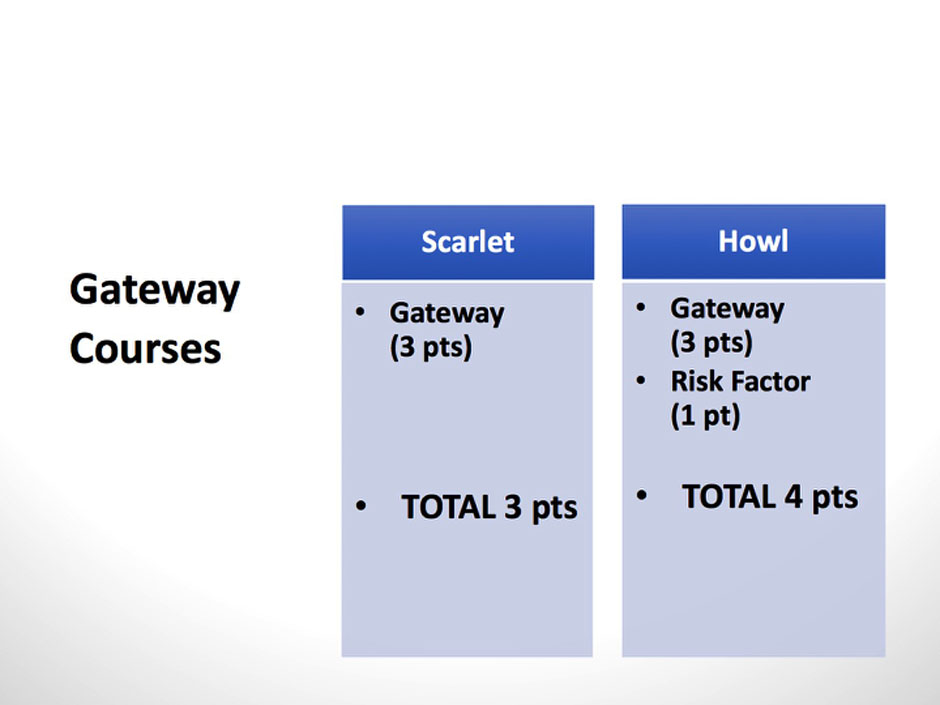 Gateway
Courses
Scarlet
• Gateway
(3 pts)
• TOTAL 3 pts
Howl
• Gateway
(3 pts)
• Risk Factor
(1 pt)
• TOTAL 4 pts